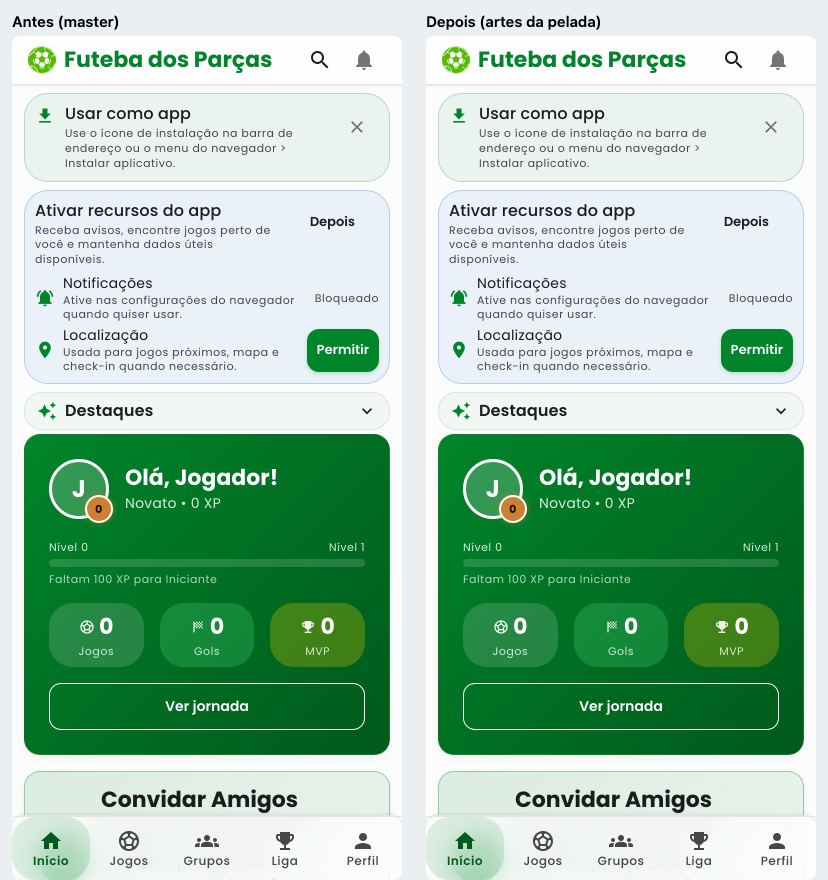 Antes (master)
Futeba dos Parças
Usar como app
Use o ícone de instalação na barra de
endereço ou o menu do navegador >
Instalar aplicativo.
Ativar recursos do app
Depois
Receba avisos, encontre jogos perto de
você e mantenha dados úteis
disponíveis.
Notificações
Ative nas configurações do navegador
quando quiser usar.
Bloqueado
Localização
Usada para jogos próximos, mapa e
check-in quando necessário.
Permitir
Destaques
J
0
Olá, Jogador!
Novato • 0 XP
Nível 0
Nível 1
Faltam 100 XP para Iniciante
0
Jogos
0
Gols
0
MVP
Ver jornada
Convidar Amigos
Início
Jogos
Grupos
Liga
Perfil
Depois (artes da pelada)
Futeba dos Parças
Usar como app
Use o ícone de instalação na barra de
endereço ou o menu do navegador >
Instalar aplicativo.
Ativar recursos do app
Depois
Receba avisos, encontre jogos perto de
você e mantenha dados úteis
disponíveis.
Notificações
Ative nas configurações do navegador
quando quiser usar.
Bloqueado
Localização
Usada para jogos próximos, mapa e
check-in quando necessário.
Permitir
Destaques
J
0
Olá, Jogador!
Novato • 0 XP
Nível 0
Nível 1
Faltam 100 XP para Iniciante
0
Jogos
0
Gols
0
MVP
Ver jornada
Convidar Amigos
Início
Jogos
Grupos
Liga
Perfil